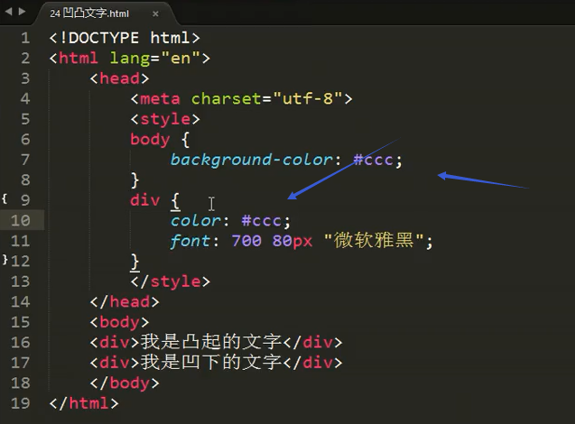 24 凹凸文字.html
1 <!DOCTYPE html>
2 <html lang="en">
3 <head>
4 <meta charset="utf-8">
5 <style>
6 body {
7 background-color: #ccc;
8 }
{ 9 div {
10 color: #ccc;
11 font: 700 80px "微软雅黑";
} 12 }
13 </style>
14 </head>
15 <body>
16 <div>我是凸起的文字</div>
17 <div>我是凹下的文字</div>
18 </body>
19 </html>